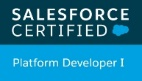 SALESFORCE
CERTIFIED
Platform Developer I